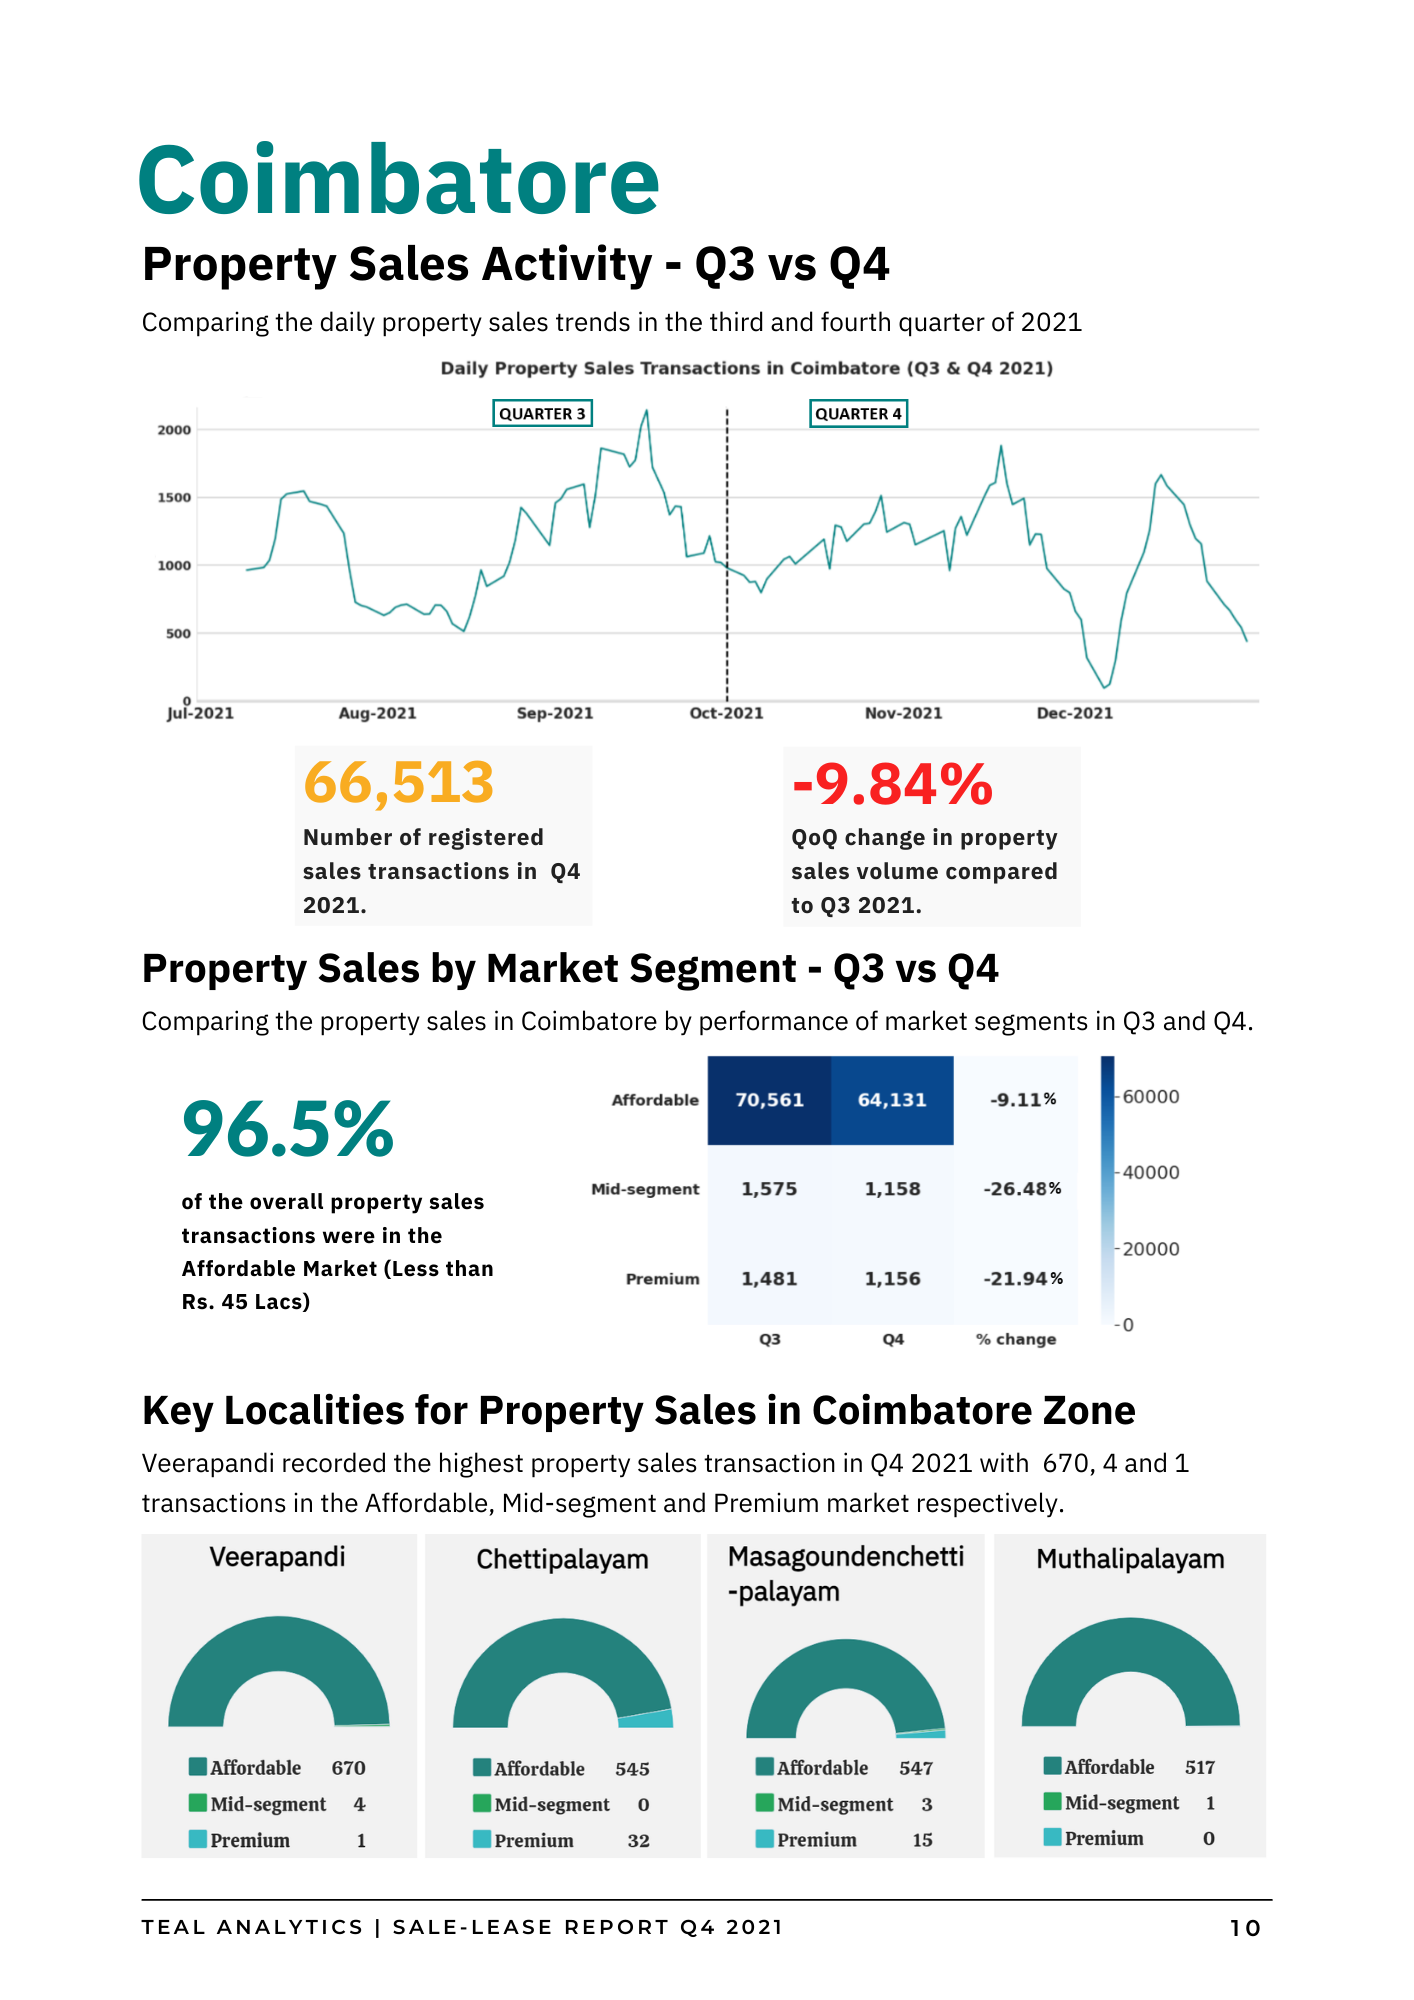 Coimbatore
Property Sales Activity - Q3 vs Q4
Comparing the daily property sales trends in the third and fourth quarter of 2021
Daily Property Sales Transactions in Coimbatore (Q3 & Q4 2021)
QUARTER 3
QUARTER 4
2000
1500
1000
500
0
Jul-2021 Aug-2021 Sep-2021 Oct-2021 Nov-2021 Dec-2021
66,513
Number of registered
sales transactions in Q4
2021.
-9.84%
QoQ change in property
sales volume compared
to Q3 2021.
Property Sales by Market Segment - Q3 vs Q4
Comparing the property sales in Coimbatore by performance of market segments in Q3 and Q4.
96.5%
of the overall property sales
transactions were in the
Affordable Market (Less than
Rs. 45 Lacs)
Affordable 70,561 64,131 -9.11%
Mid-segment 1,575 1,158 -26.48%
Premium 1,481 1,156 -21.94%
Q3 Q4 % change
60000
40000
20000
0
Key Localities for Property Sales in Coimbatore Zone
Veerapandi recorded the highest property sales transaction in Q4 2021 with 670, 4 and 1
transactions in the Affordable, Mid-segment and Premium market respectively.
Veerapandi
Affordable 670
Mid-segment 4
Premium 1
Chettipalayam
Affordable 545
Mid-segment 0
Premium 32
Masagoundenchetti
-palayam
Affordable 547
Mid-segment 3
Premium 15
Muthalipalayam
Affordable 517
Mid-segment 1
Premium 0
TEAL ANALYTICS | SALE-LEASE REPORT Q4 2021
10